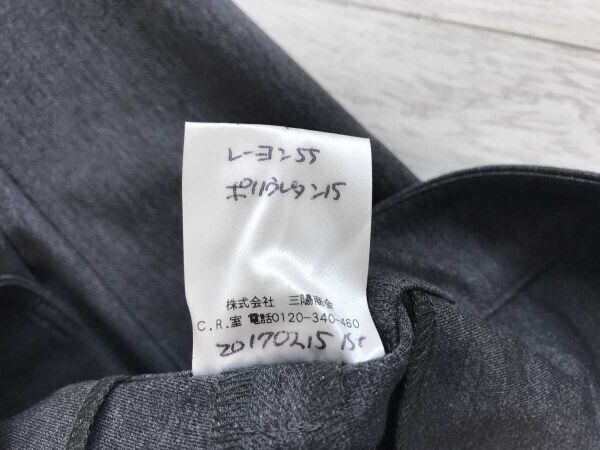 レーヨン55
ポリウレタン15
株式会社 三陽商会
C.R.室 電話0120-340-460
20170215 1st